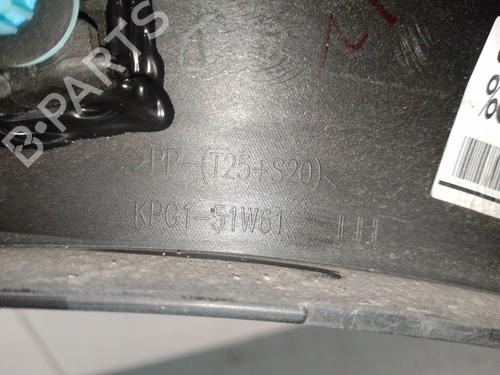 B-PARTS
>PP-(T25+S20)<
KPG1-51W61
%